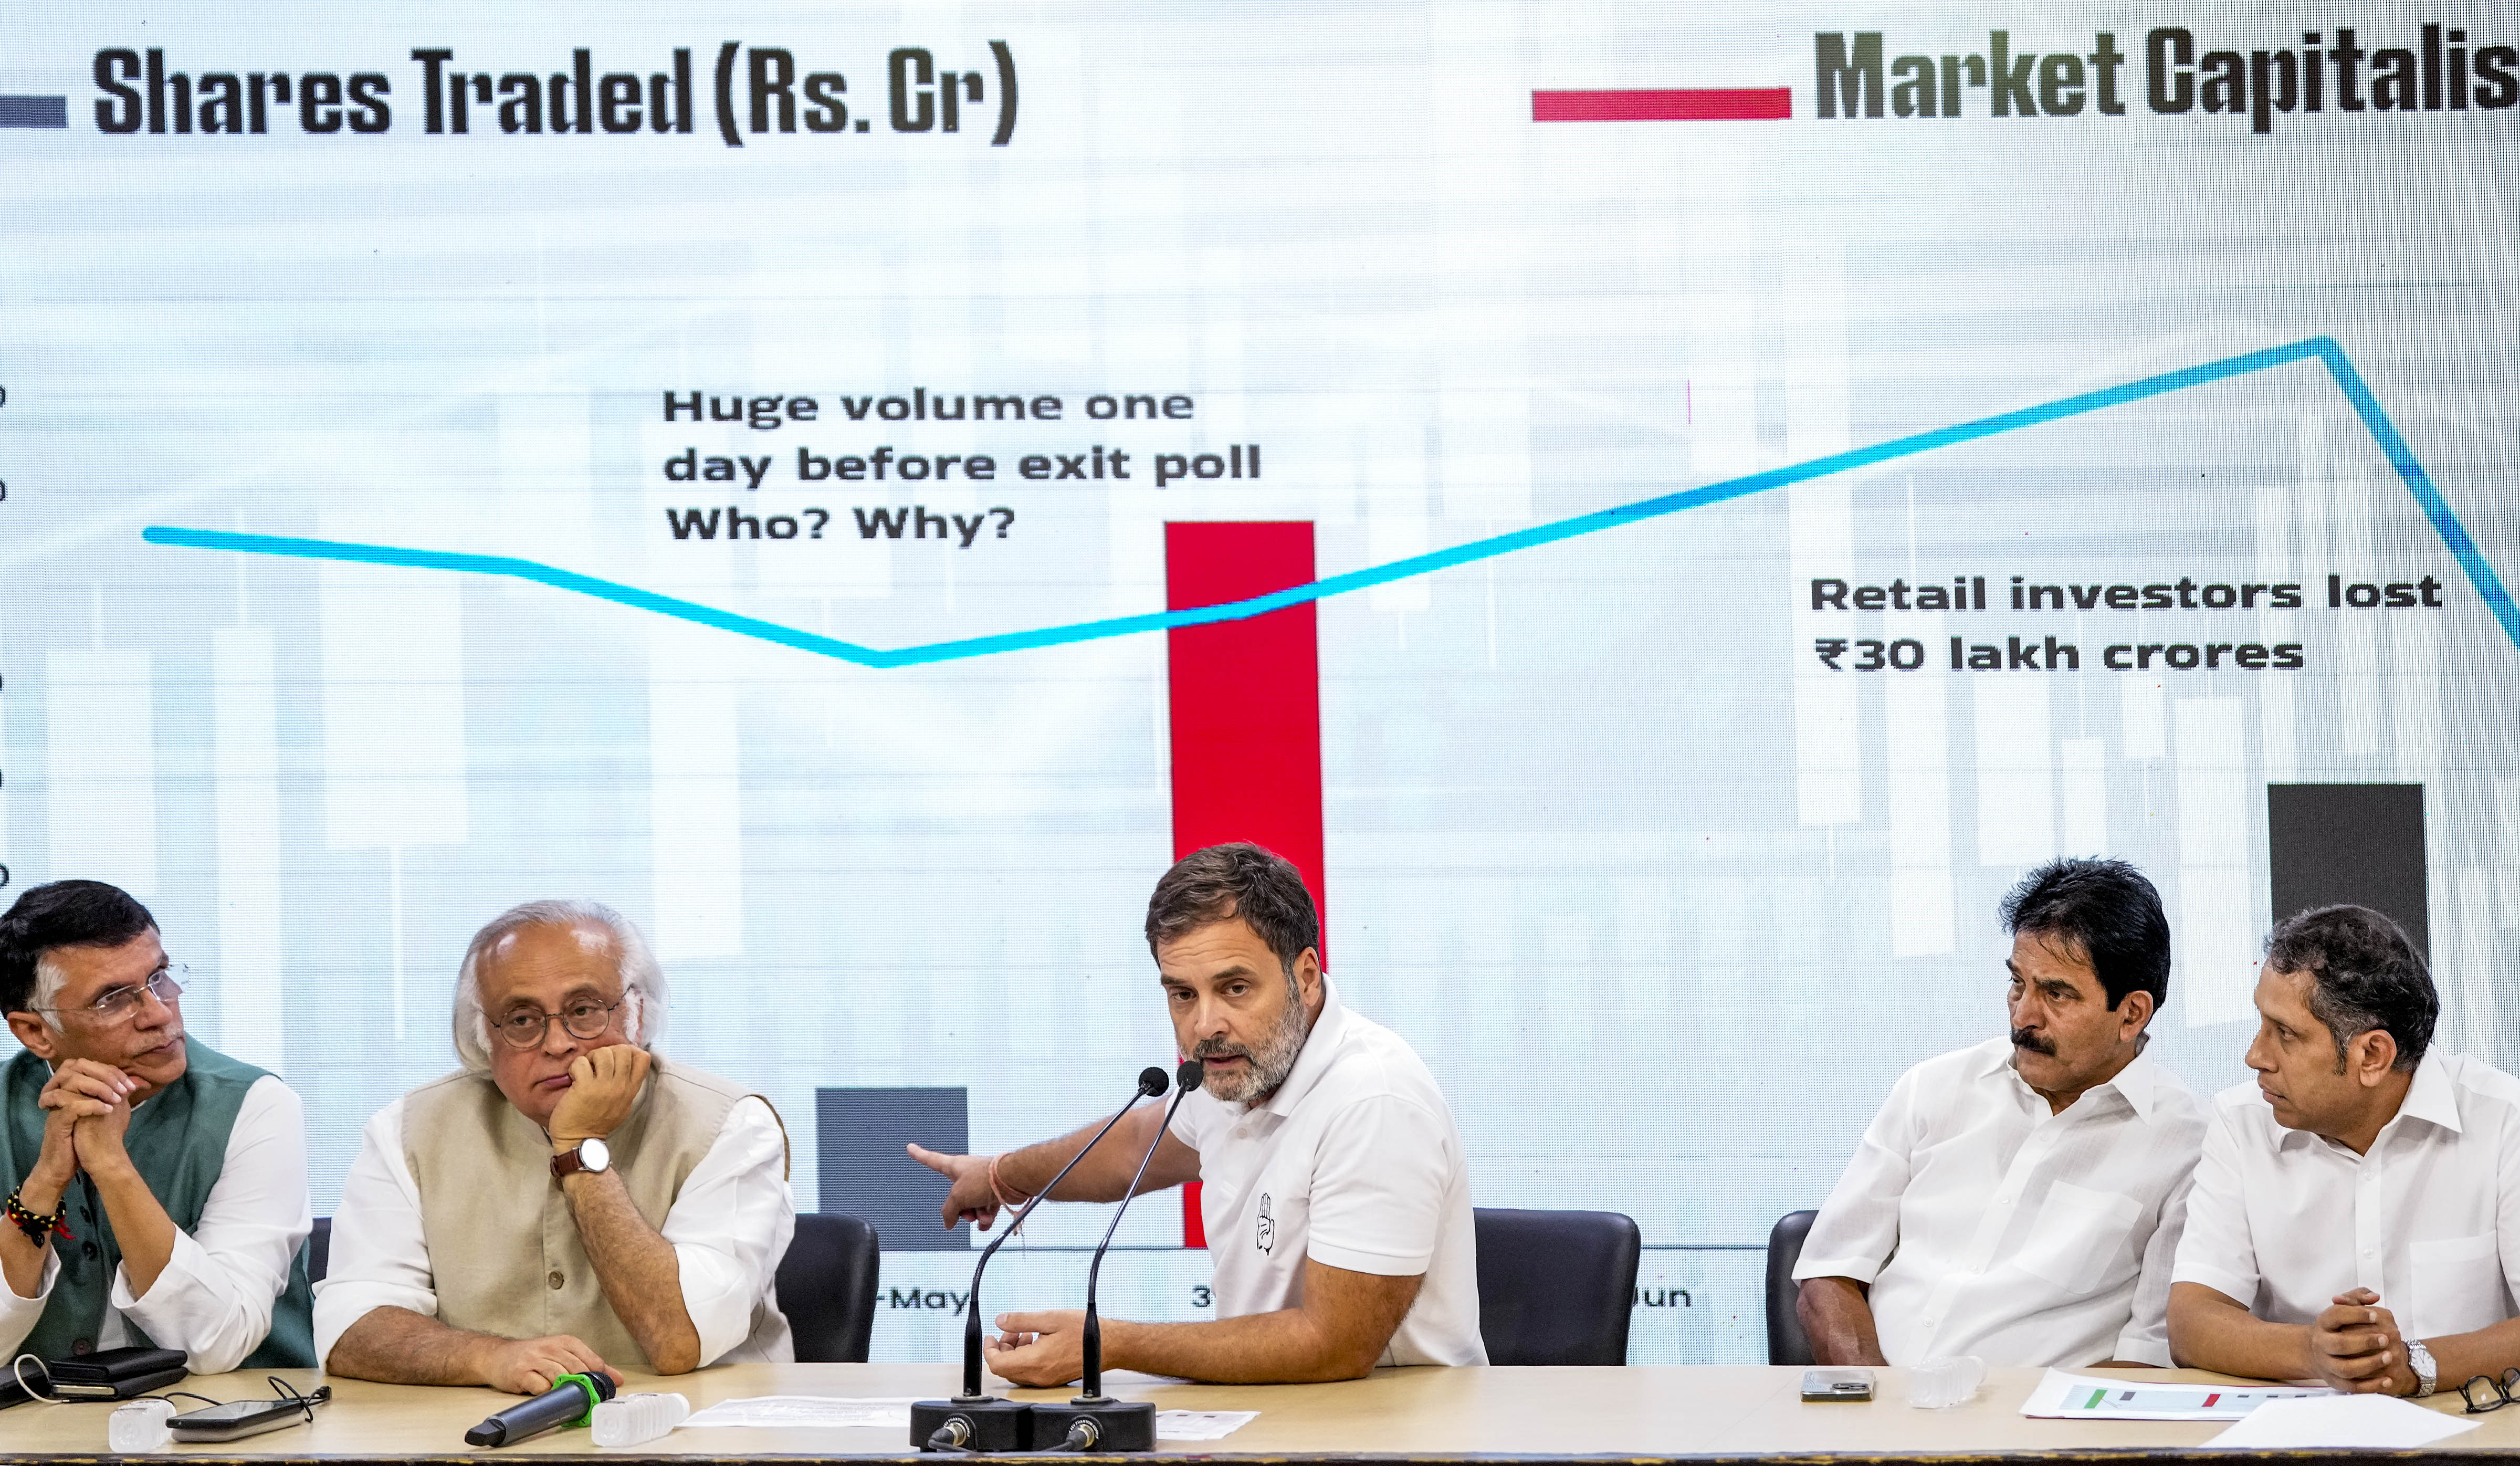 Shares Traded (Rs. Cr)
Market Capitalis
Huge volume one
day before exit poll
Who? Why?
Retail investors lost
₹30 lakh crores
-May
3
Jun